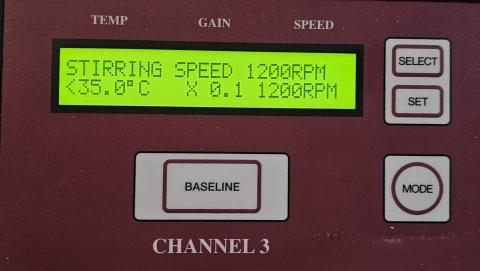 TEMP GAIN SPEED
STIRRING SPEED 1200RPM
<35.0°C X 0.1 1200RPM
SELECT
SET
BASELINE
MODE
CHANNEL 3